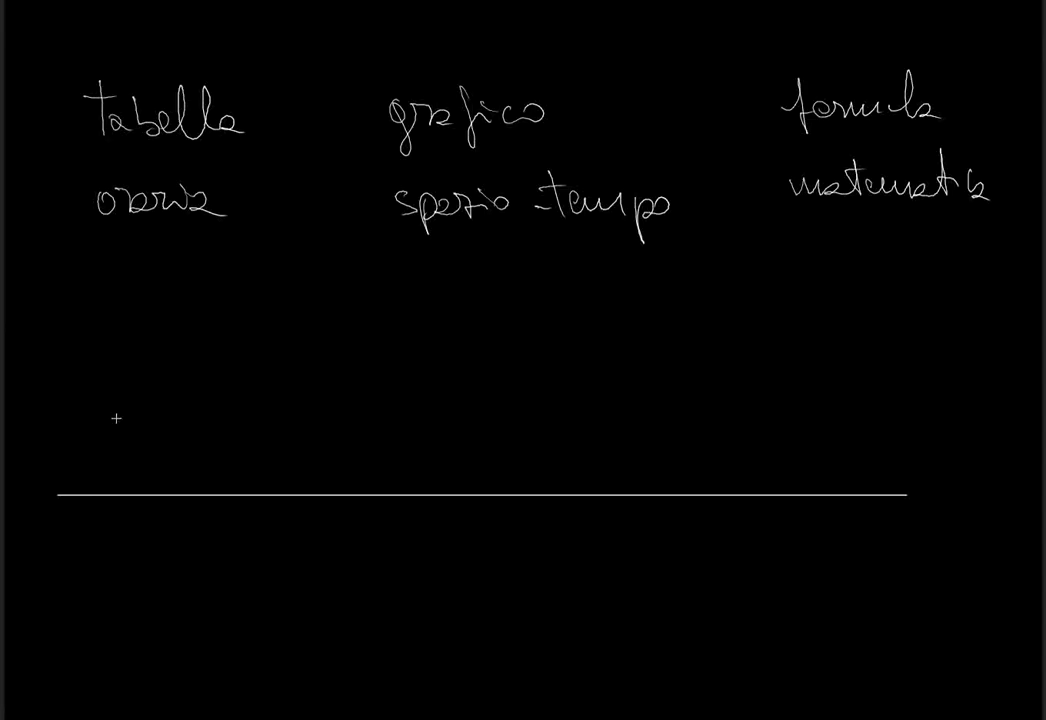 tabella
oraria
grafico
spazio-tempo
formula
matematica